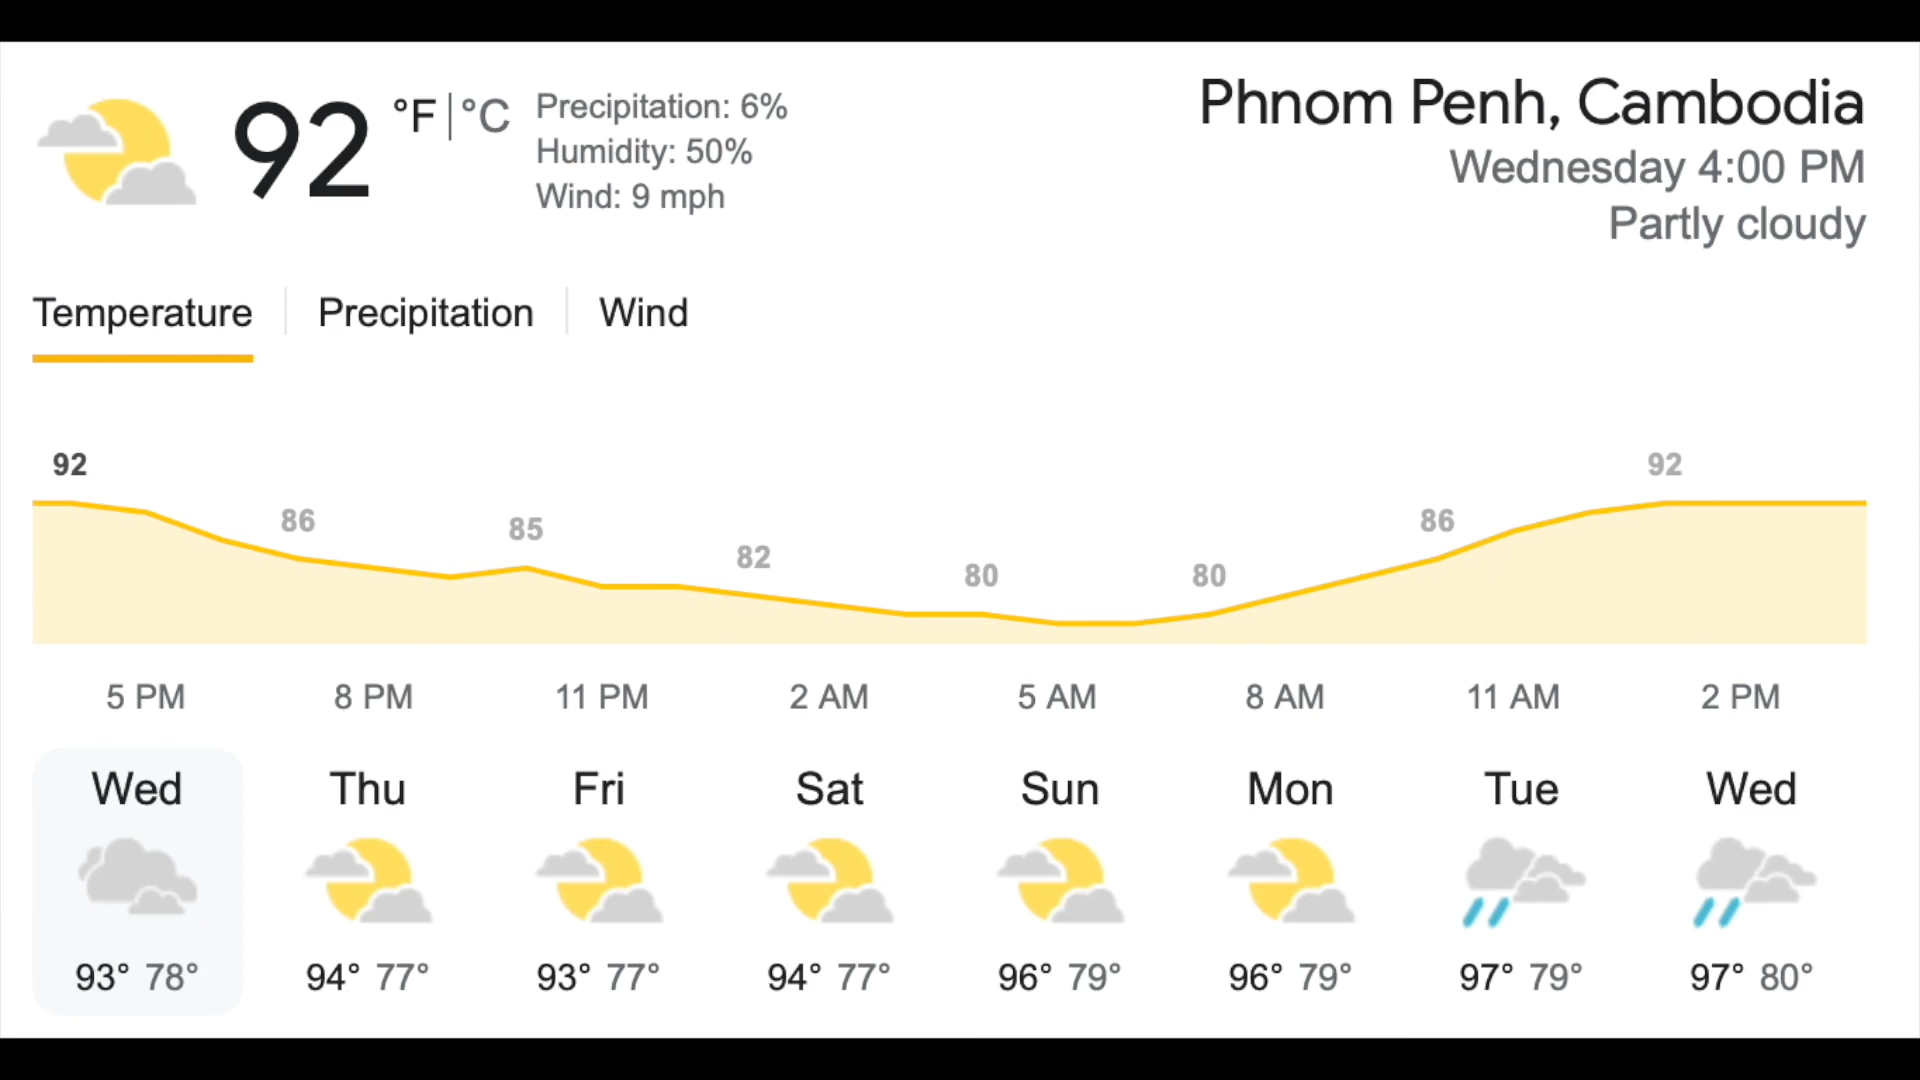 92 °F|°C
Precipitation: 6%
Humidity: 50%
Wind: 9 mph
Phnom Penh, Cambodia
Wednesday 4:00 PM
Partly cloudy
Temperature Precipitation Wind
92 86 85 82 80 80 86 92
5 PM 8 PM 11 PM 2 AM 5 AM 8 AM 11 AM 2 PM
Wed Thu Fri Sat Sun Mon Tue Wed
93° 78° 94° 77° 93° 77° 94° 77° 96° 79° 96° 79° 97° 79° 97° 80°